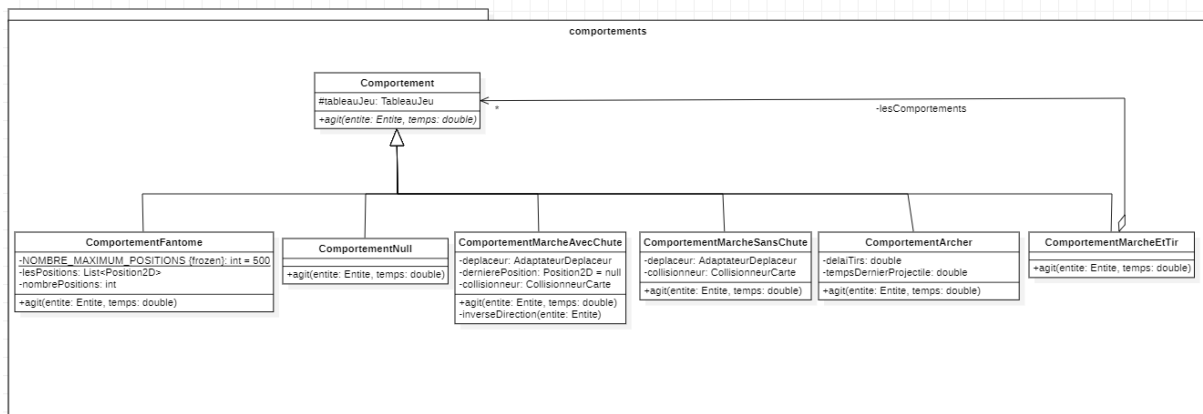 comportements
Comportement
#tableauJeu: TableauJeu
+agit(entite: Entite, temps: double)
*
-lesComportements
ComportementFantome
-NOMBRE_MAXIMUM_POSITIONS {frozen}: int = 500
-lesPositions: List<Position2D>
-nombrePositions: int
+agit(entite: Entite, temps: double)
ComportementNull
+agit(entite: Entite, temps: double)
ComportementMarcheAvecChute
-deplaceur: AdaptateurDeplaceur
-dernierePosition: Position2D = null
-collisionneur: CollisionneurCarte
+agit(entite: Entite, temps: double)
-inverseDirection(entite: Entite)
ComportementMarcheSansChute
-deplaceur: AdaptateurDeplaceur
-collisionneur: CollisionneurCarte
+agit(entite: Entite, temps: double)
ComportementArcher
-delaiTirs: double
-tempsDernierProjectile: double
+agit(entite: Entite, temps: double)
ComportementMarcheEtTir
+agit(entite: Entite, temps: double)